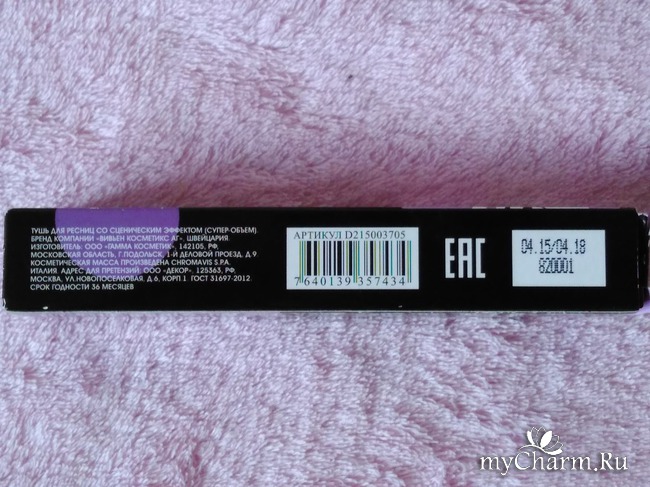 ТУШЬ ДЛЯ РЕСНИЦ СО СЦЕНИЧЕСКИМ ЭФФЕКТОМ (СУПЕР-ОБЪЕМ).
БРЕНД КОМПАНИИ «ВИВЬЕН КОСМЕТИКС АГ», ШВЕЙЦАРИЯ.
ИЗГОТОВИТЕЛЬ: ООО «ГАММА КОСМЕТИК», 142105, РФ,
МОСКОВСКАЯ ОБЛАСТЬ, Г.ПОДОЛЬСК, 1-Й ДЕЛОВОЙ ПРОЕЗД, Д.9
КОСМЕТИЧЕСКАЯ МАССА ПРОИЗВЕДЕНА CHROMAVIS S.P.A.
ИТАЛИЯ. АДРЕС ДЛЯ ПРЕТЕНЗИЙ: ООО «ДЕКОР», 125363, РФ,
МОСКВА, УЛ.НОВОПОСЕЛКОВАЯ, Д.6, КОРП.1. ГОСТ 31697-2012.
СРОК ГОДНОСТИ 36 МЕСЯЦЕВ
АРТИКУЛ D215003705
7640139 357434
EAC
04.15/04.18
820001
myCharm.Ru